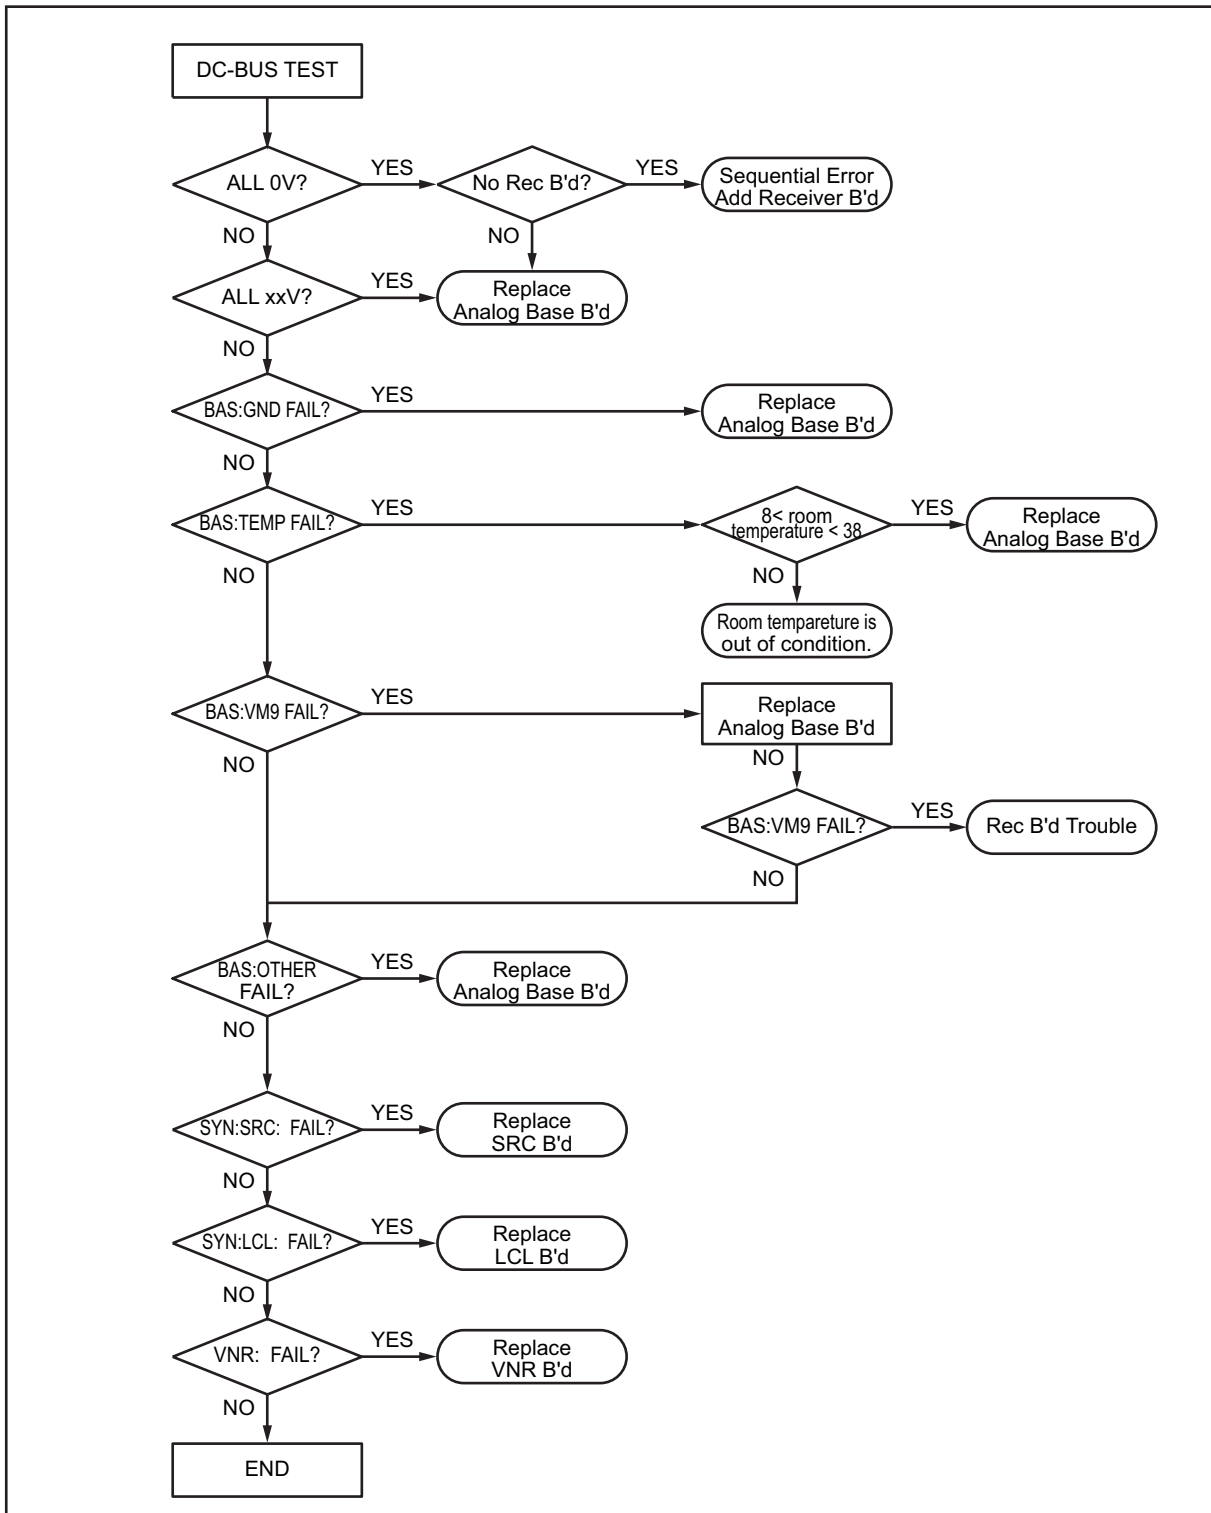 DC-BUS TEST
ALL 0V?
YES
No Rec B'd?
YES
Sequential Error
Add Receiver B'd
NO
NO
ALL xxV?
YES
Replace
Analog Base B'd
NO
BAS:GND FAIL?
YES
Replace
Analog Base B'd
NO
BAS:TEMP FAIL?
YES
8< room
temperature < 38
YES
Replace
Analog Base B'd
NO
NO
Room tempareture is
out of condition.
BAS:VM9 FAIL?
YES
Replace
Analog Base B'd
NO
NO
BAS:VM9 FAIL?
YES
Rec B'd Trouble
NO
BAS:OTHER
FAIL?
YES
Replace
Analog Base B'd
NO
SYN:SRC: FAIL?
YES
Replace
SRC B'd
NO
SYN:LCL: FAIL?
YES
Replace
LCL B'd
NO
VNR: FAIL?
YES
Replace
VNR B'd
NO
END